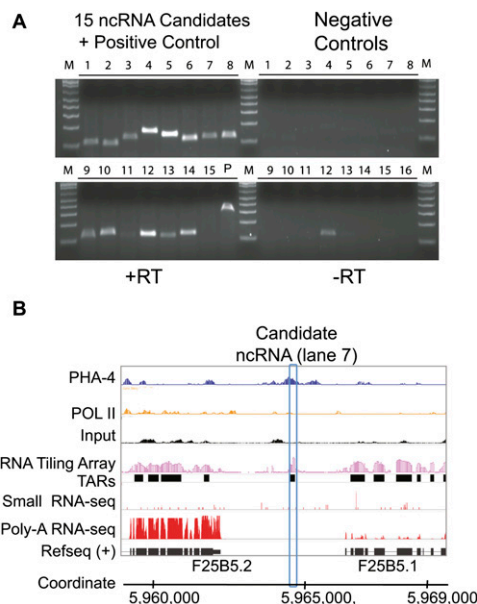 A
15 ncRNA Candidates + Positive Control
Negative Controls
M 1 2 3 4 5 6 7 8 M 1 2 3 4 5 6 7 8 M
M 9 10 11 12 13 14 15 P M 9 10 11 12 13 14 15 16 M
+RT
-RT
B
Candidate ncRNA (lane 7)
PHA-4
POL II
Input
RNA Tiling Array
TARs
Small RNA-seq
Poly-A RNA-seq
Refseq (+)
F25B5.2 F25B5.1
Coordinate
5,960,000 5,965,000 5,969,000